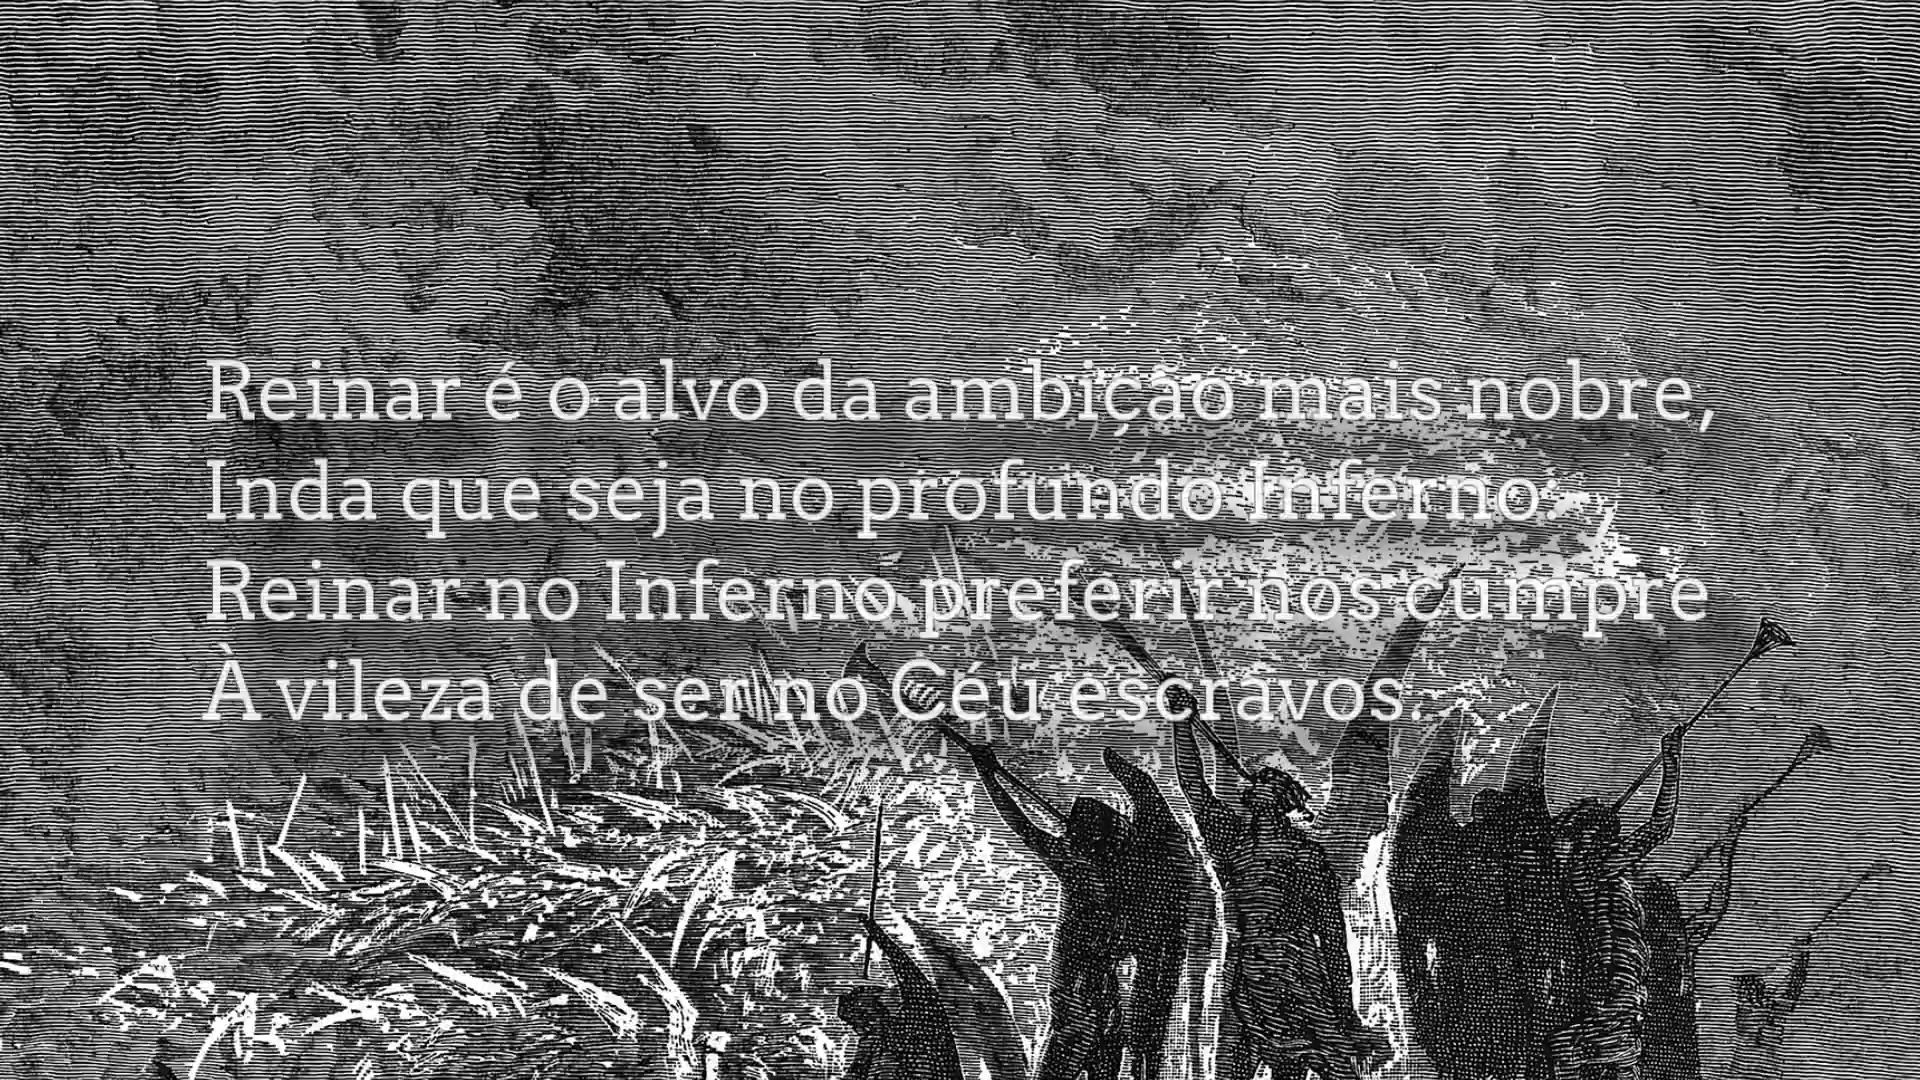 Reinar é o alvo da ambição mais nobre,
Inda que seja no profundo Inferno:
Reinar no Inferno preferir nos cumpre
À vileza de ser no Céu escravos.